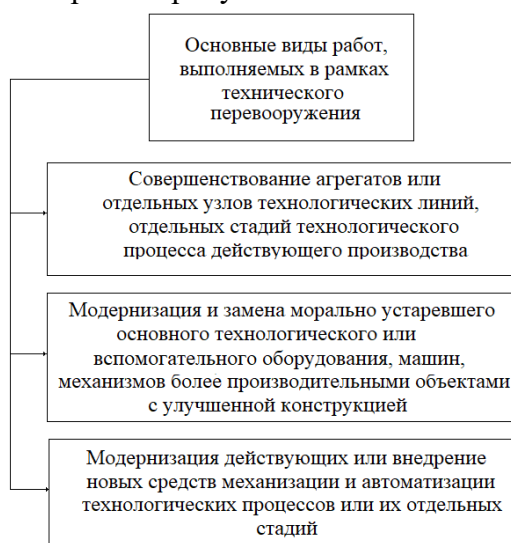 Основные виды работ,
выполняемых в рамках
технического
перевооружения
Совершенствование агрегатов или
отдельных узлов технологических линий,
отдельных стадий технологического
процесса действующего производства
Модернизация и замена морально устаревшего
основного технологического или
вспомогательного оборудования, машин,
механизмов более производительными объектами
с улучшенной конструкцией
Модернизация действующих или внедрение
новых средств механизации и автоматизации
технологических процессов или их отдельных
стадий